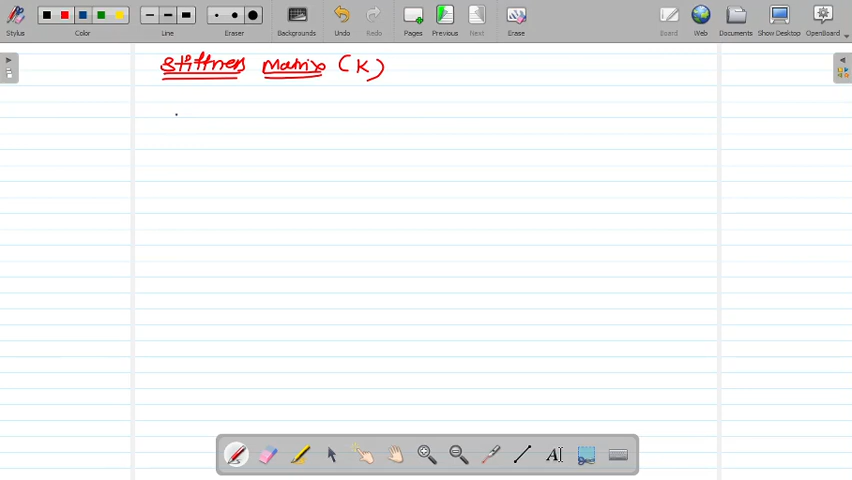 Stylus
Color
Line
Eraser
Backgrounds
Undo
Redo
Pages
Previous
Next
Erase
Board
Web
Documents
Show Desktop
OpenBoard
Stiffness Matrix (K)